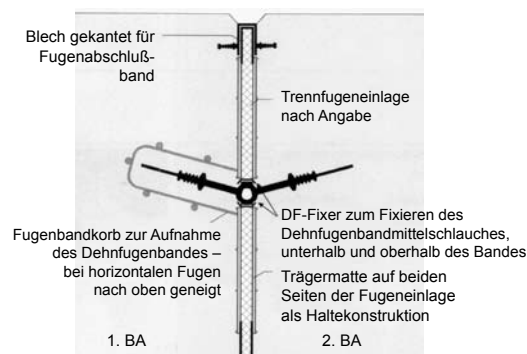 Blech gekantet für
Fugenabschluß-
band
Trennfugeneinlage
nach Angabe
DF-Fixer zum Fixieren des
Dehnfugenbandmittelschlauches,
unterhalb und oberhalb des Bandes
Fugenbandkorb zur Aufnahme
des Dehnfugenbandes –
bei horizontalen Fugen
nach oben geneigt
Trägermatte auf beiden
Seiten der Fugeneinlage
als Haltekonstruktion
1. BA
2. BA